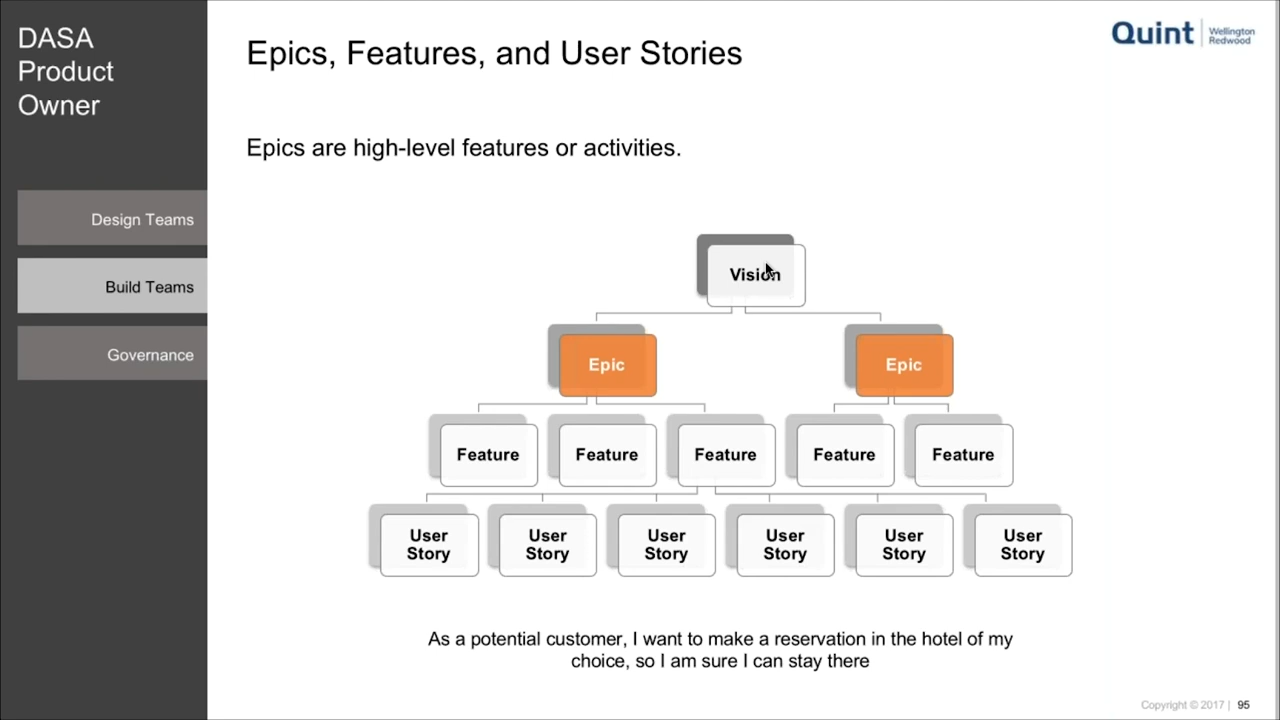 DASA
Product
Owner
Design Teams
Build Teams
Governance
Epics, Features, and User Stories
Quint
Wellington
Redwood
Epics are high-level features or activities.
Vision
Epic
Epic
Feature
Feature
Feature
Feature
Feature
User
Story
User
Story
User
Story
User
Story
User
Story
User
Story
As a potential customer, I want to make a reservation in the hotel of my
choice, so I am sure I can stay there
Copyright © 2017 | 95